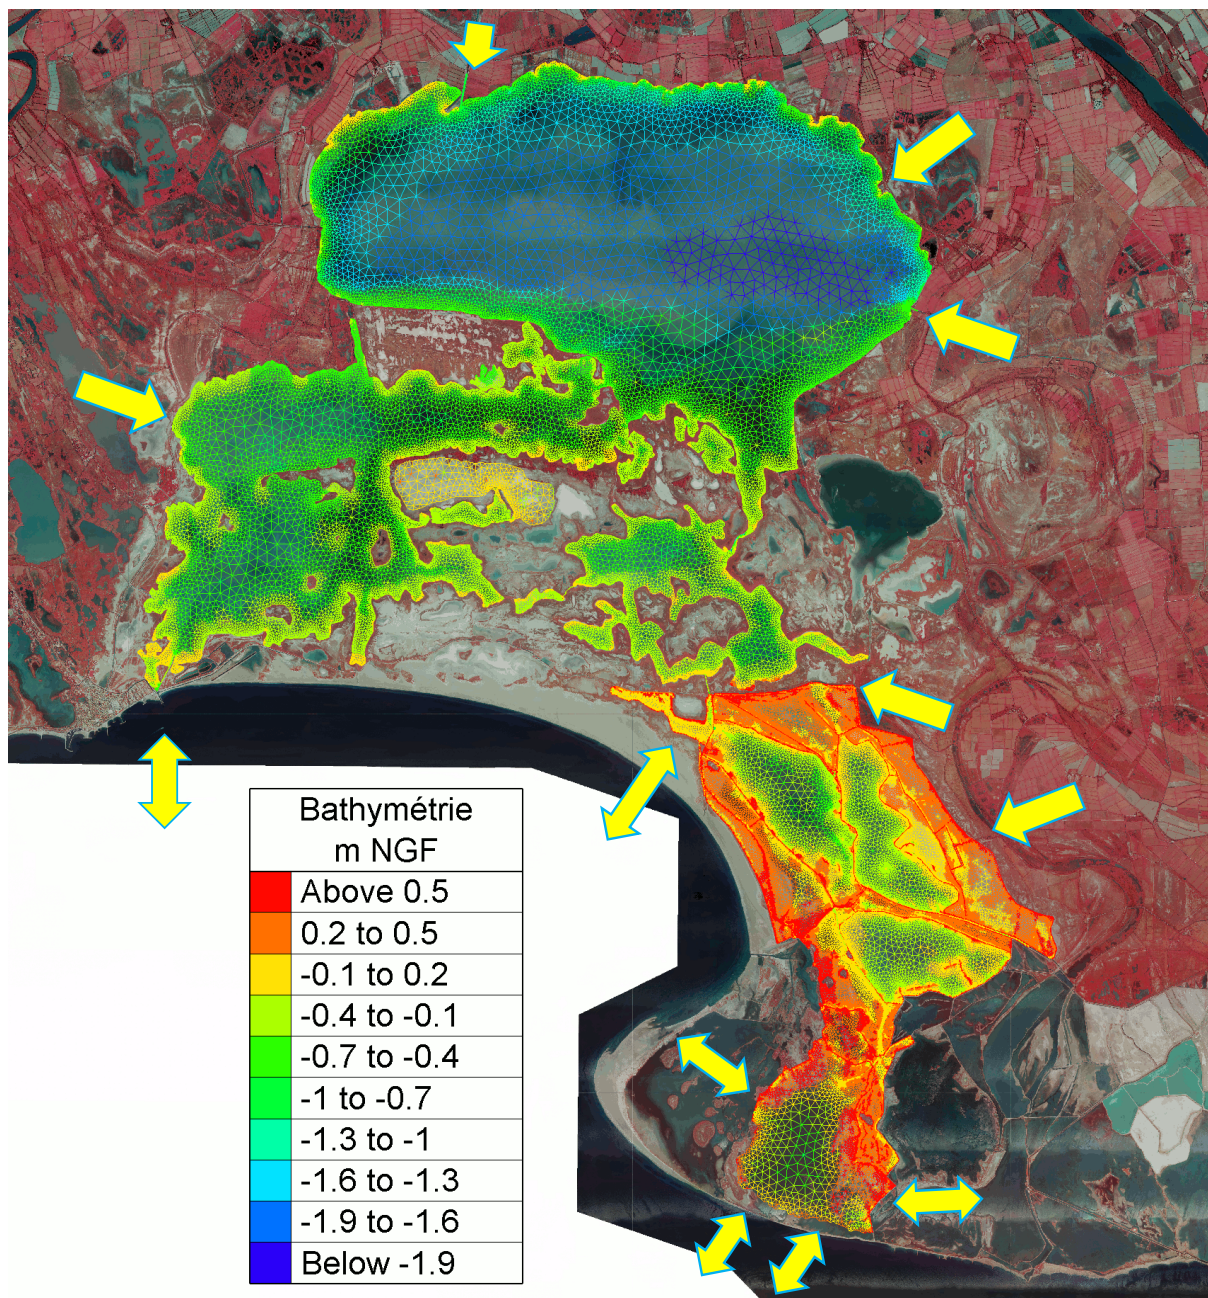 Bathymétrie
m NGF
Above 0.5
0.2 to 0.5
-0.1 to 0.2
-0.4 to -0.1
-0.7 to -0.4
-1 to -0.7
-1.3 to -1
-1.6 to -1.3
-1.9 to -1.6
Below -1.9